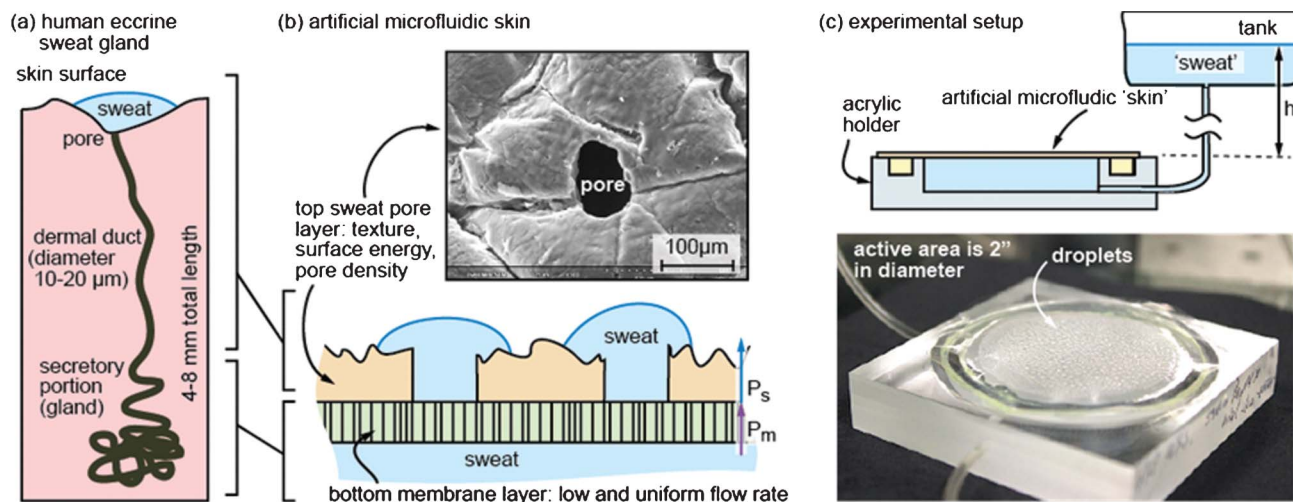 (a) human eccrine
sweat gland
skin surface
sweat
pore
dermal duct
(diameter
10-20 µm)
4-8 mm total length
secretory
portion
(gland)
(b) artificial microfluidic skin
pore
100µm
top sweat pore
layer: texture,
surface energy,
pore density
sweat
Ps
Pm
sweat
bottom membrane layer: low and uniform flow rate
(c) experimental setup
tank
'sweat'
h
artificial microfludic 'skin'
acrylic
holder
active area is 2"
in diameter
droplets